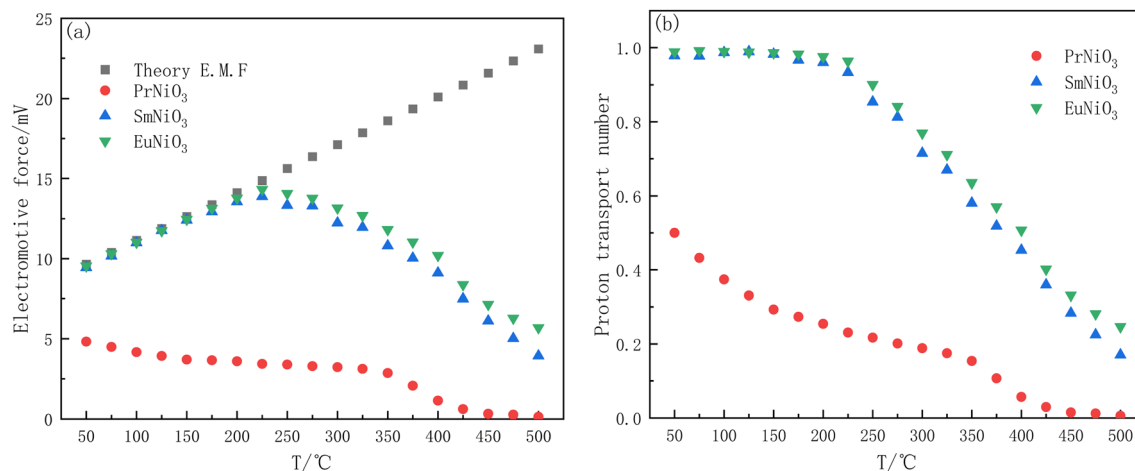 (a)
25
20
15
10
5
0
Electromotive force/mV
Theory E.M.F
PrNiO₃
SmNiO₃
EuNiO₃
50 100 150 200 250 300 350 400 450 500
T/℃
(b)
1.0
0.8
0.6
0.4
0.2
0.0
Proton transport number
PrNiO₃
SmNiO₃
EuNiO₃
50 100 150 200 250 300 350 400 450 500
T/℃